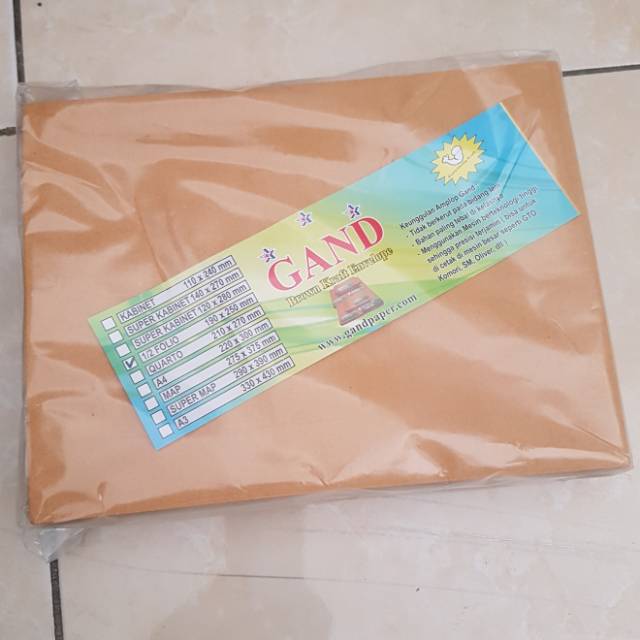 GAND
Brown Kraft Envelope
www.gandpaper.com
KABINET 110 x 240 mm
SUPER KABINET 140 x 270 mm
SUPER KABINET 120 x 280 mm
1/2 FOLIO 190 x 250 mm
QUARTO 210 x 270 mm
A4 220 x 300 mm
MAP 275 x 375 mm
SUPER MAP 290 x 390 mm
A3 330 x 430 mm
Keunggulan Amplop Gand :
- Tidak berkerut pada bidang lem
- Bahan paling tebal di kelasnya
- Menggunakan Mesin berteknologi tinggi,
sehingga presisi terjamin ( bisa untuk
di cetak di mesin besar seperti GTO
Komori, SM, Oliver, dll )